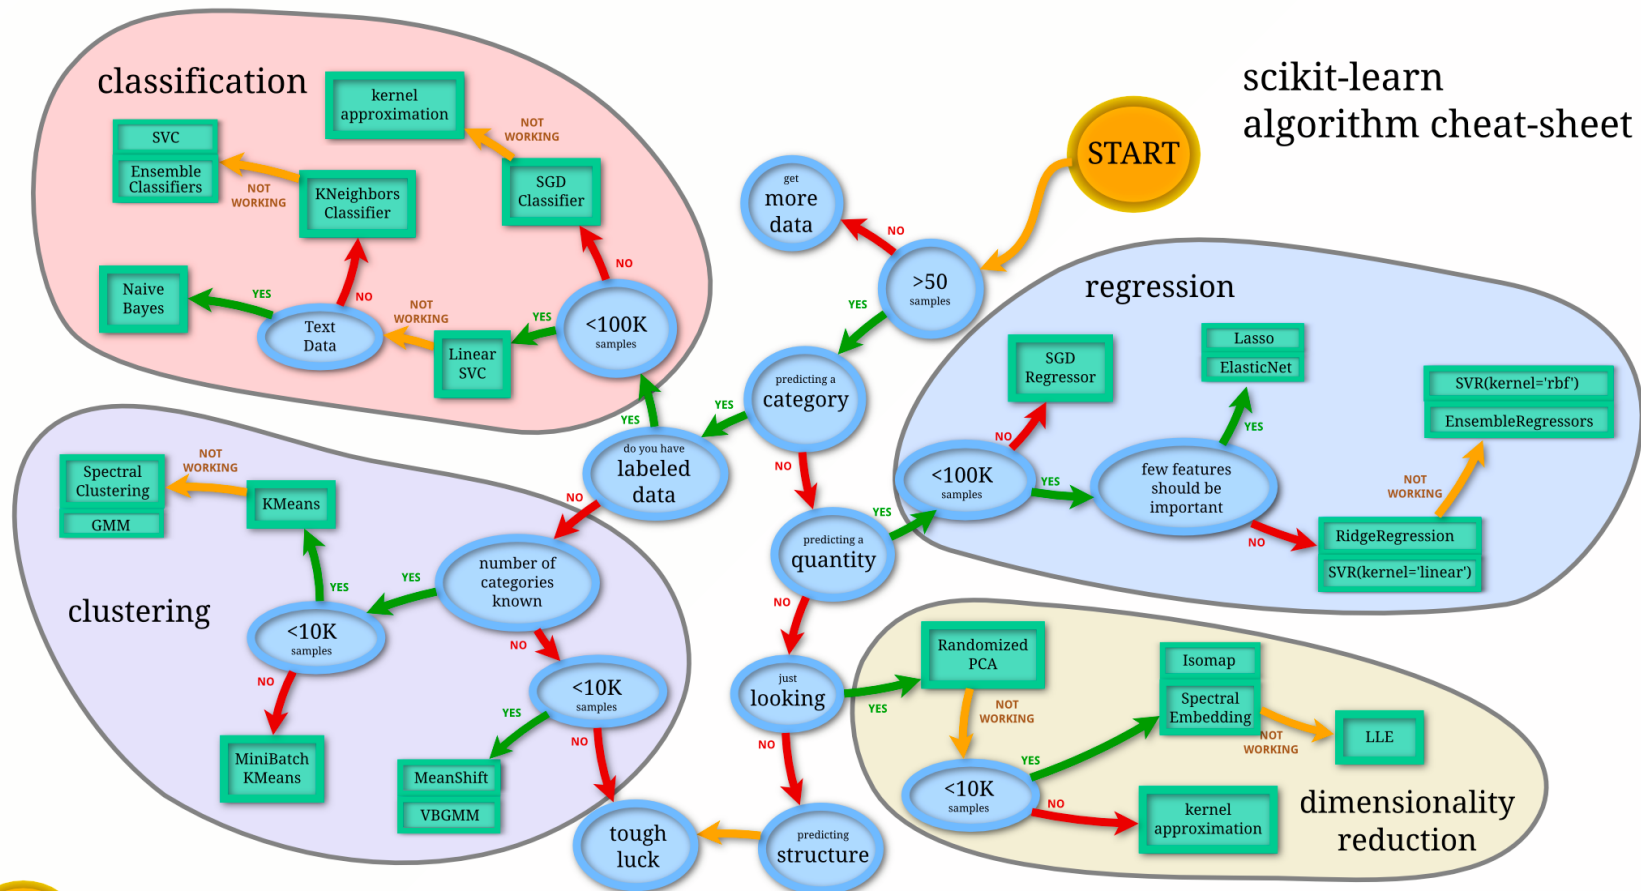 scikit-learn
algorithm cheat-sheet
START
classification
kernel
approximation
NOT
WORKING
SVC
Ensemble
Classifiers
NOT
WORKING
KNeighbors
Classifier
SGD
Classifier
NO
Naive
Bayes
YES
Text
Data
NO
NOT
WORKING
Linear
SVC
YES
<100K
samples
YES
get
more
data
NO
>50
samples
YES
predicting a
category
YES
do you have
labeled
data
NO
NO
predicting a
quantity
YES
NO
just
looking
YES
NO
predicting
structure
tough
luck
regression
SGD
Regressor
NO
<100K
samples
YES
Lasso
ElasticNet
YES
few features
should be
important
NO
SVR(kernel='rbf')
EnsembleRegressors
NOT
WORKING
RidgeRegression
SVR(kernel='linear')
clustering
Spectral
Clustering
GMM
NOT
WORKING
KMeans
YES
<10K
samples
NO
MiniBatch
KMeans
YES
number of
categories
known
NO
<10K
samples
YES
NO
MeanShift
VBGMM
Randomized
PCA
NOT
WORKING
<10K
samples
YES
NO
Isomap
Spectral
Embedding
NOT
WORKING
LLE
kernel
approximation
dimensionality
reduction